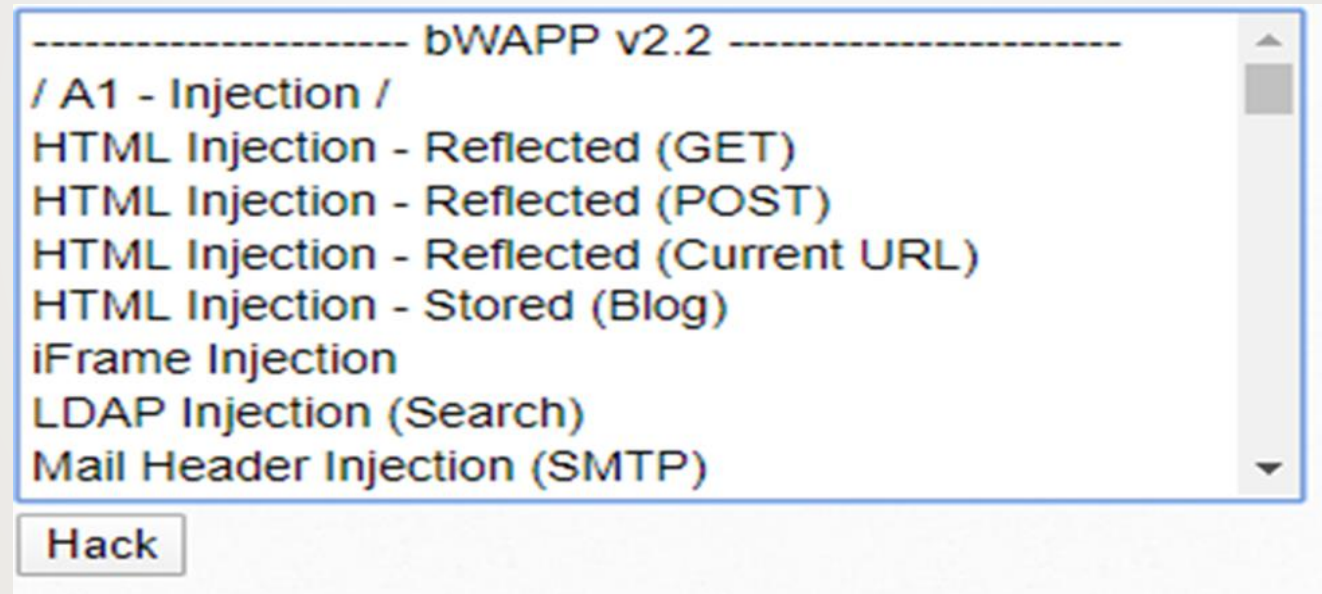 ---------------------- bWAPP v2.2 -----------------------
/ A1 - Injection /
HTML Injection - Reflected (GET)
HTML Injection - Reflected (POST)
HTML Injection - Reflected (Current URL)
HTML Injection - Stored (Blog)
iFrame Injection
LDAP Injection (Search)
Mail Header Injection (SMTP)
Hack